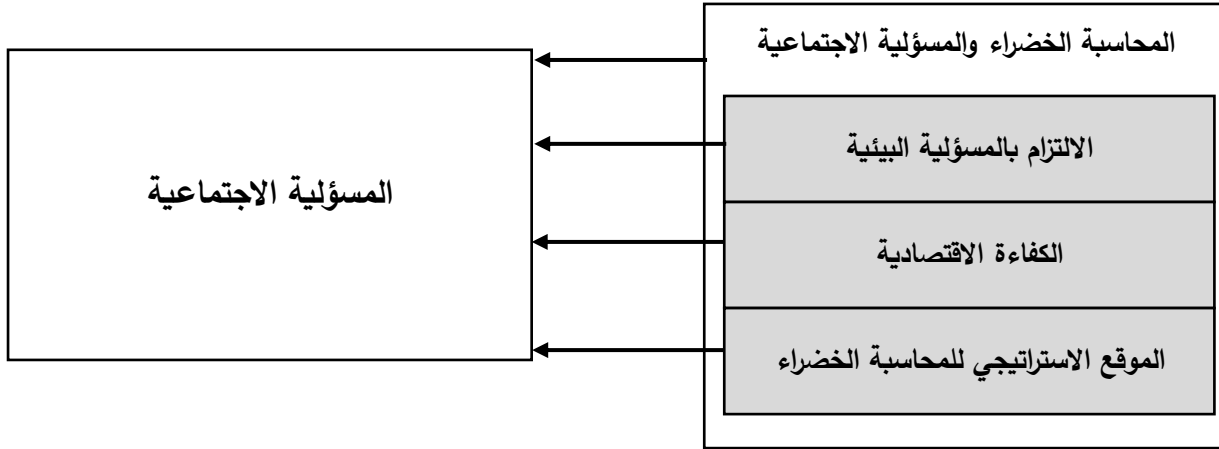 المحاسبة الخضراء والمسؤلية الاجتماعية
الالتزام بالمسؤلية البيئية
الكفاءة الاقتصادية
الموقع الاستراتيجي للمحاسبة الخضراء
المسؤلية الاجتماعية